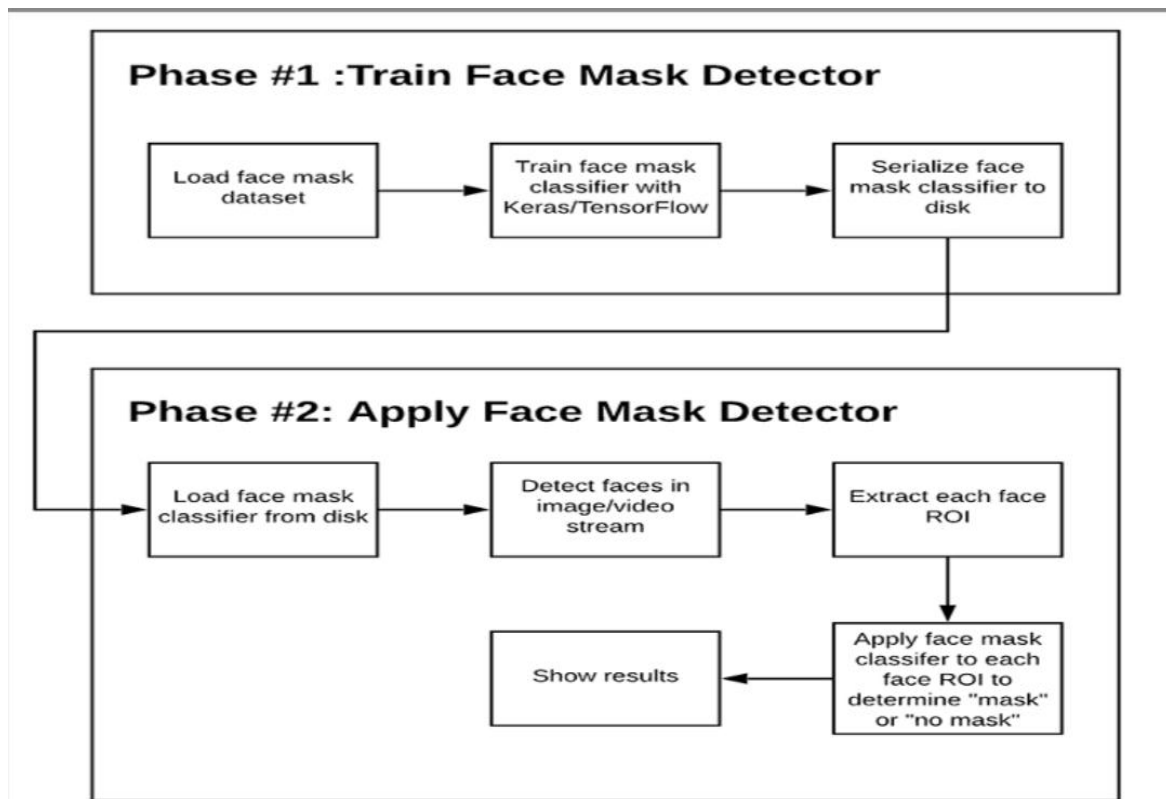 Phase #1 :Train Face Mask Detector
Load face mask
dataset
Train face mask
classifier with
Keras/TensorFlow
Serialize face
mask classifier to
disk
Phase #2: Apply Face Mask Detector
Load face mask
classifier from disk
Detect faces in
image/video
stream
Extract each face
ROI
Apply face mask
classifer to each
face ROI to
determine "mask"
or "no mask"
Show results